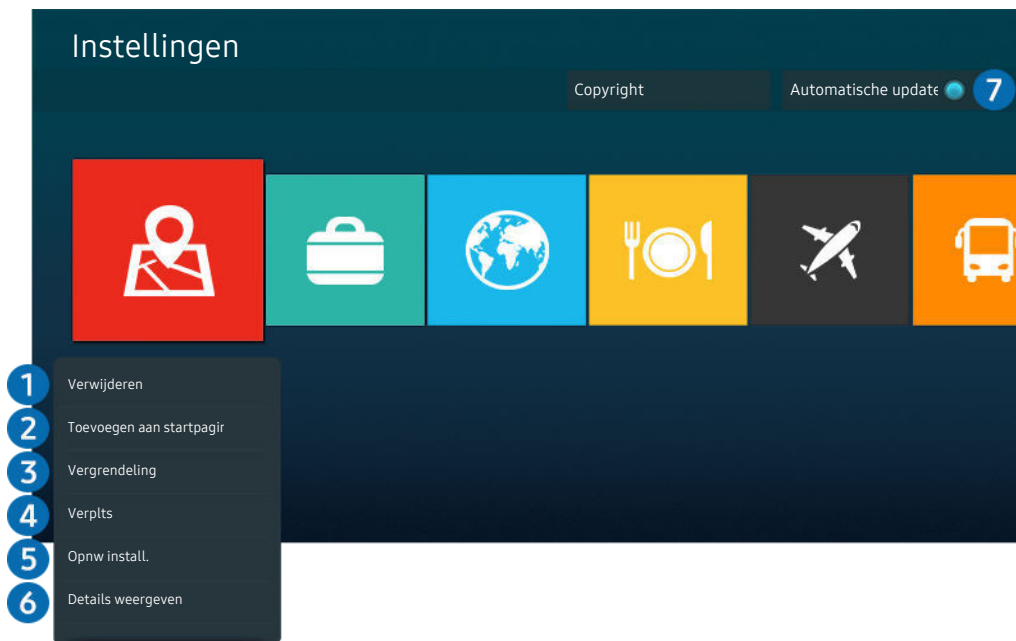 Instellingen
Copyright
Automatische update
7
1 Verwijderen
2 Toevoegen aan startpagir
3 Vergrendeling
4 Verplts
5 Opnw install.
6 Details weergeven